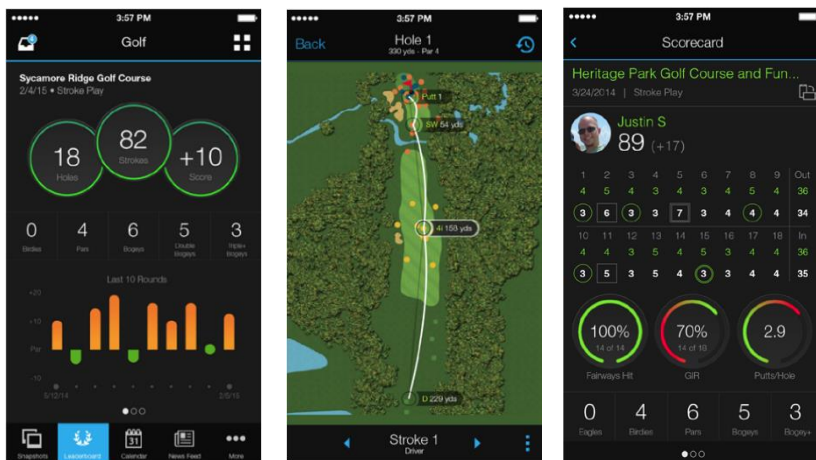 3:57 PM
4
Golf
Sycamore Ridge Golf Course
2/4/15 • Stroke Play
18
Holes
82
Strokes
+10
Score
0 4 6 5 3
Birdies Pars Bogeys Double Bogeys Triple+ Bogeys
Last 10 Rounds
+20
+10
Par
-10
5/12/14 2/5/15
31
Snapshots Leaderboard Calendar News Feed More
3:57 PM
Back
Hole 1
330 yds - Par 4
Putt 1
SW 54 yds
4i 158 yds
D 229 yds
Stroke 1
Driver
3:57 PM
Scorecard
Heritage Park Golf Course and Fun...
3/24/2014 | Stroke Play
Justin S
89 (+17)
1 2 3 4 5 6 7 8 9 Out
4 5 4 3 4 3 4 5 4 36
3 6 3 3 7 3 4 4 4 34
10 11 12 13 14 15 16 17 18 In
4 4 3 5 4 5 3 4 4 36
3 5 3 5 4 3 3 4 4 35
100%
14 of 14
Fairways Hit
70%
14 of 18
GIR
2.9
Putts/Hole
0 4 6 5 3
Eagles Birdies Pars Bogeys Bogey+